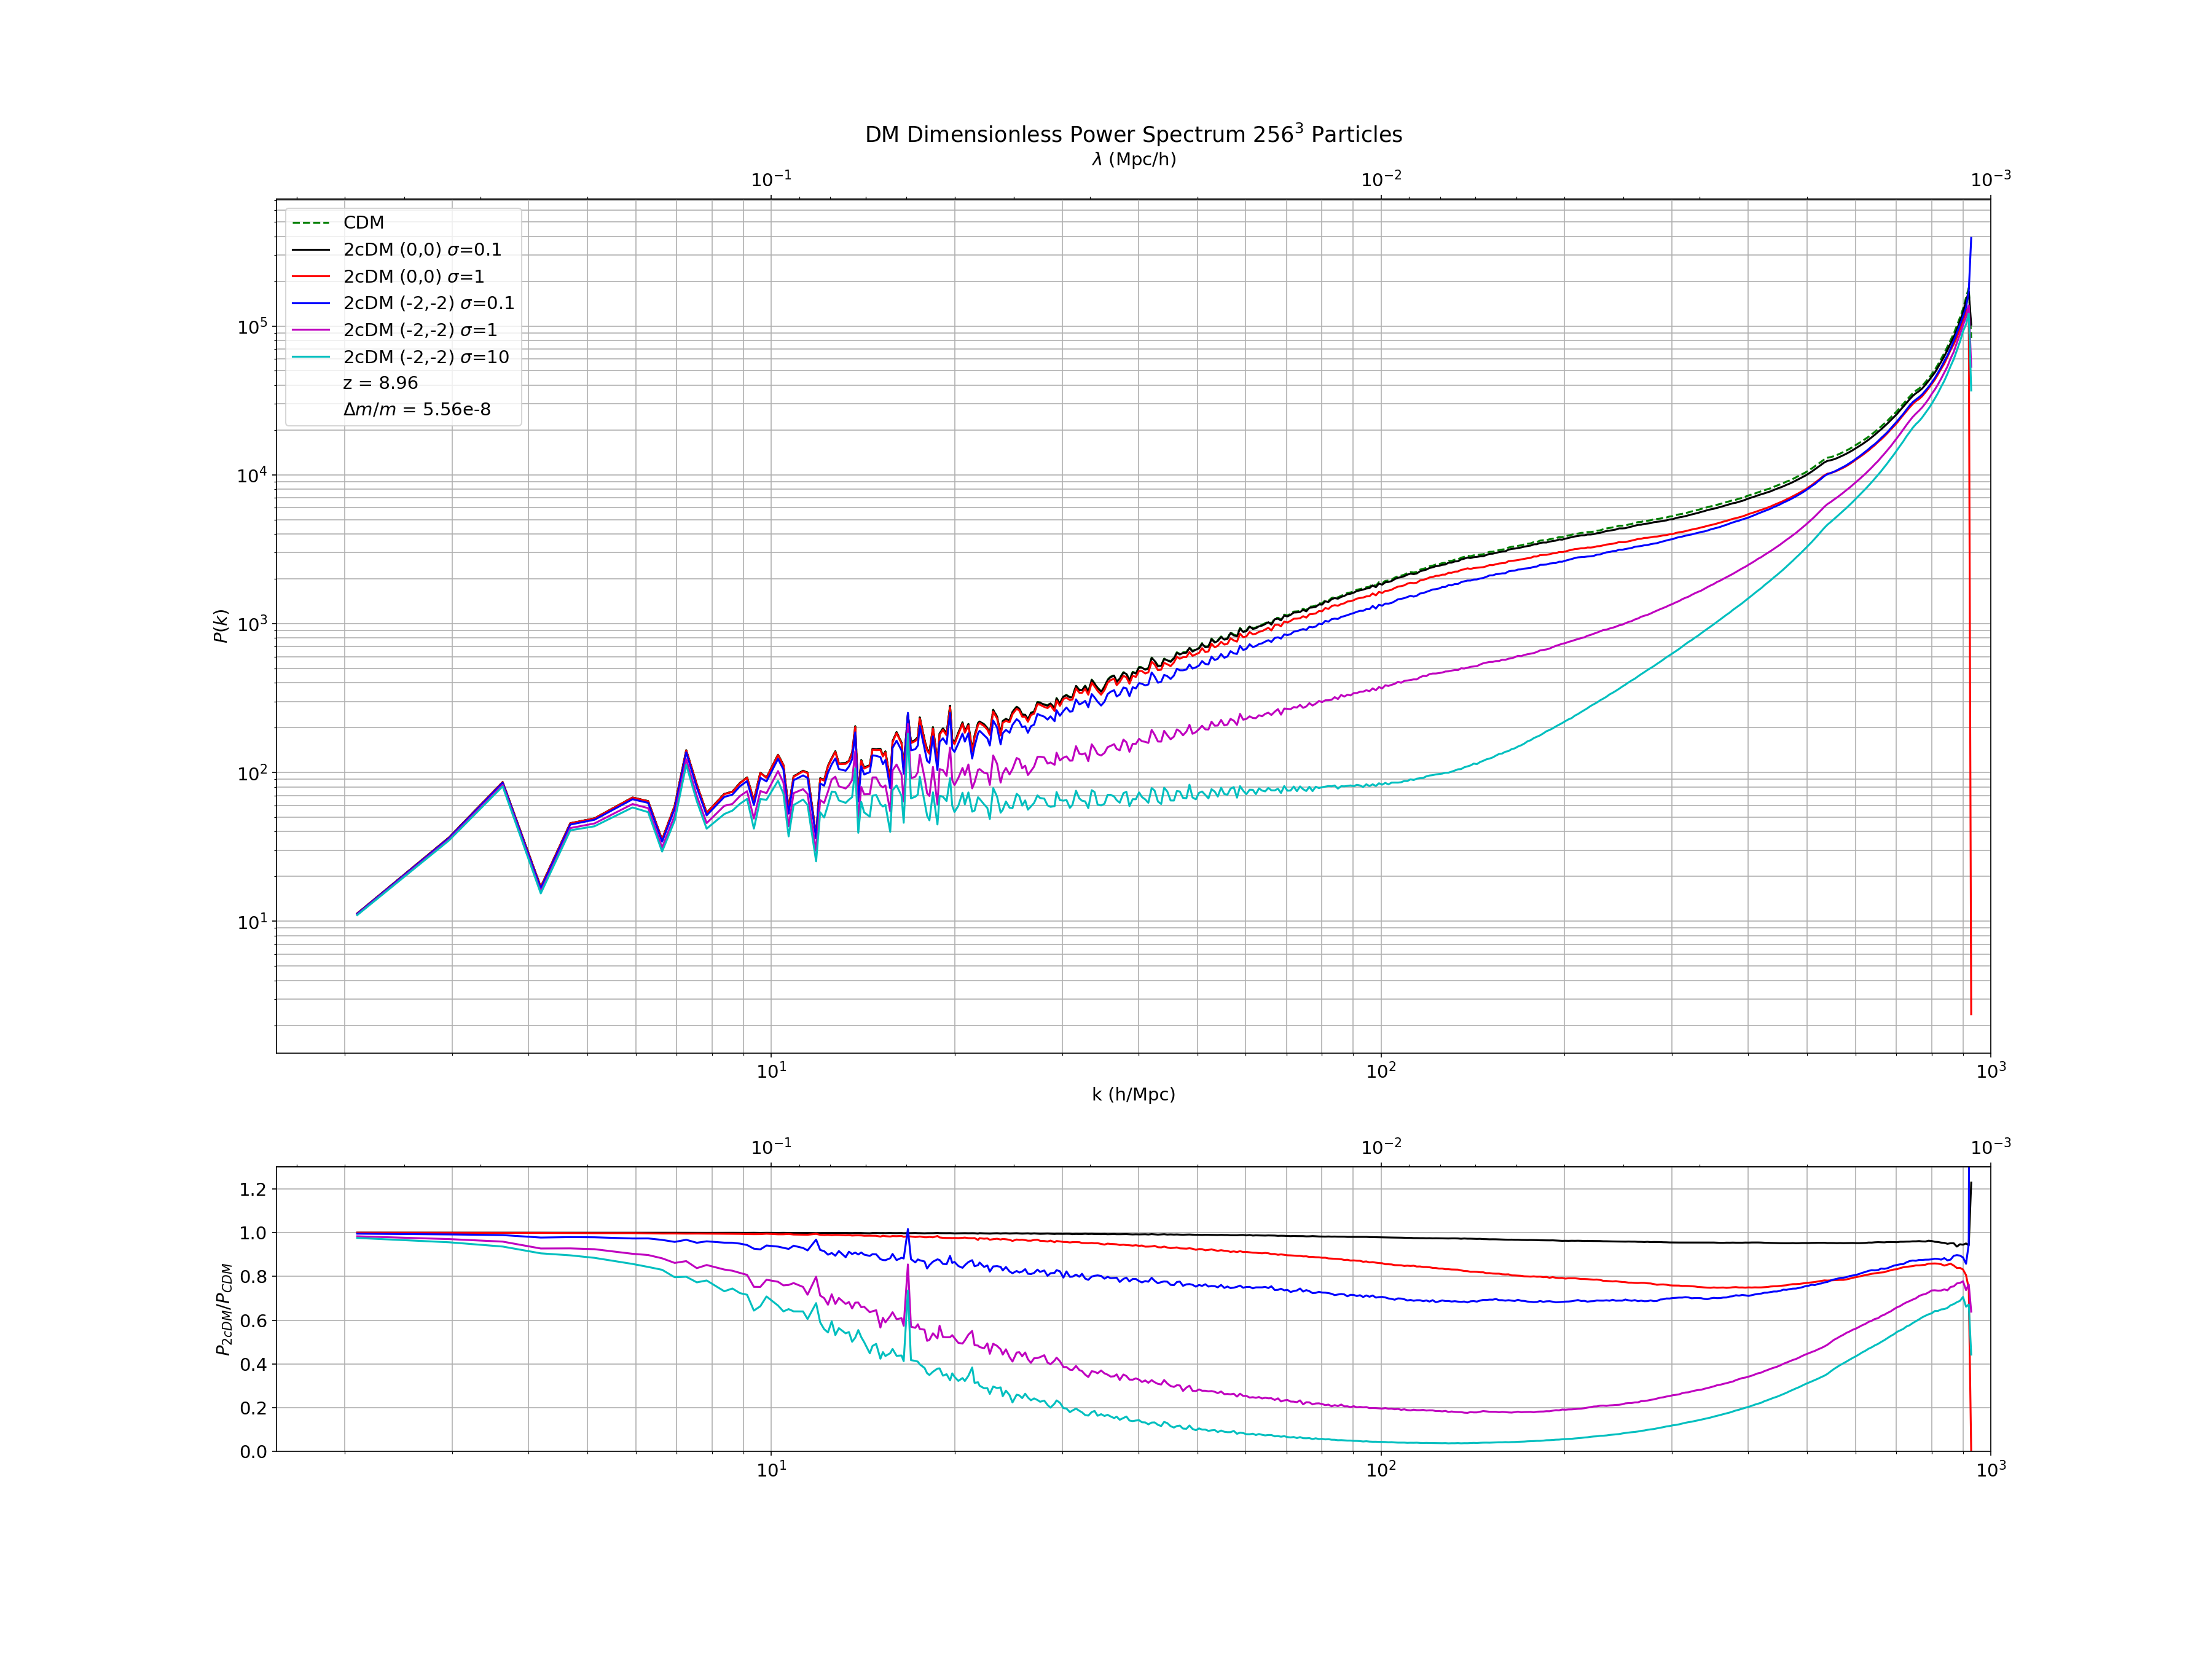 DM Dimensionless Power Spectrum 256³ Particles
λ (Mpc/h)
10⁻¹ 10⁻² 10⁻³
CDM
2cDM (0,0) σ=0.1
2cDM (0,0) σ=1
2cDM (-2,-2) σ=0.1
2cDM (-2,-2) σ=1
2cDM (-2,-2) σ=10
z = 8.96
Δm/m = 5.56e-8
P(k)
10⁵
10⁴
10³
10²
10¹
10¹ 10² 10³
k (h/Mpc)
10⁻¹ 10⁻² 10⁻³
P₂cDM/PCDM
1.2
1.0
0.8
0.6
0.4
0.2
0.0
10¹ 10² 10³